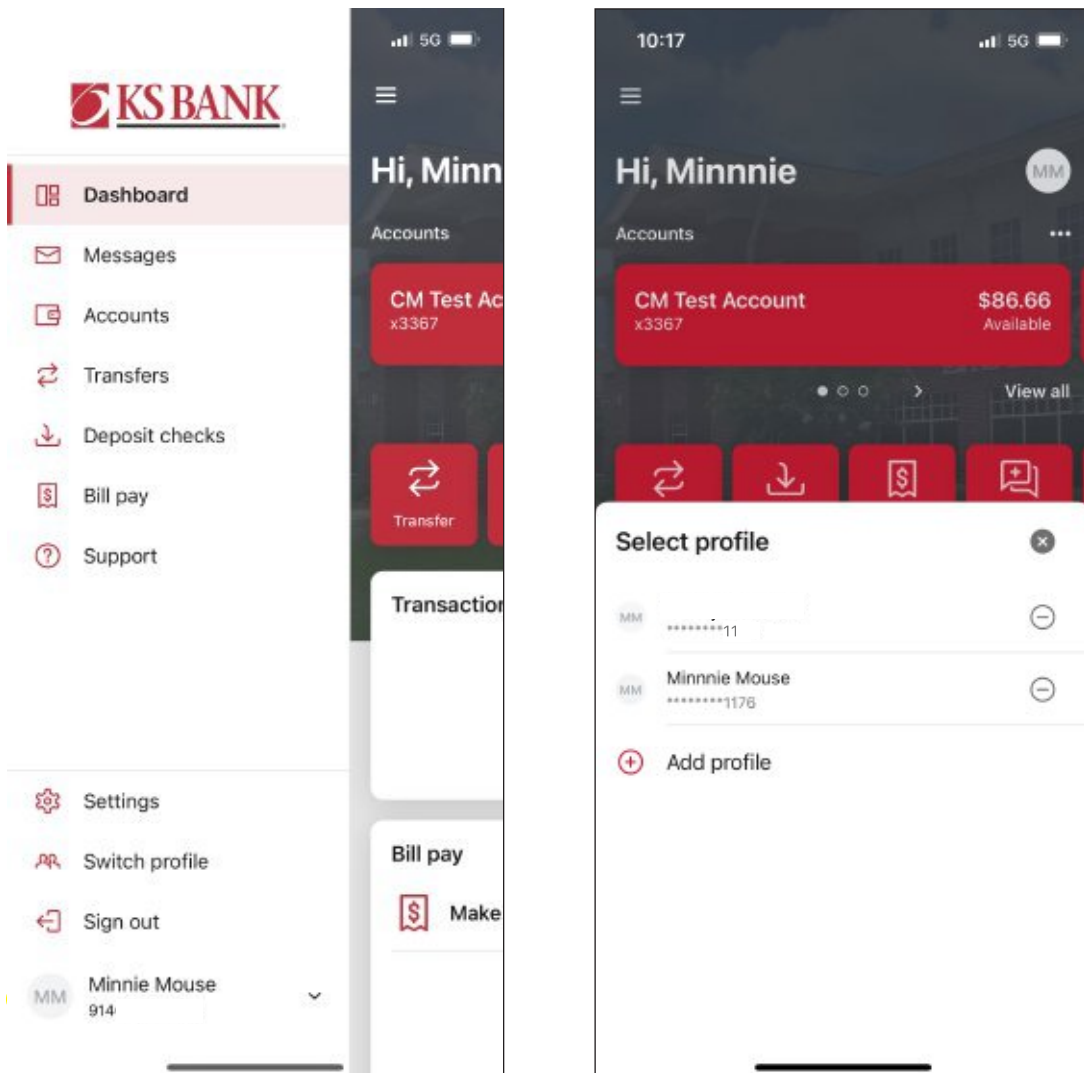 KS BANK
Dashboard
Messages
Accounts
Transfers
Deposit checks
Bill pay
Support
Settings
Switch profile
Sign out
MM
Minnie Mouse
914
5G
Hi, Minn
Accounts
CM Test Ac
x3367
Transfer
Transaction
Bill pay
Make
10:17
5G
Hi, Minnnie
MM
Accounts
CM Test Account
$86.66
x3367
Available
View all
Select profile
MM
********11
MM
Minnnie Mouse
********1176
Add profile